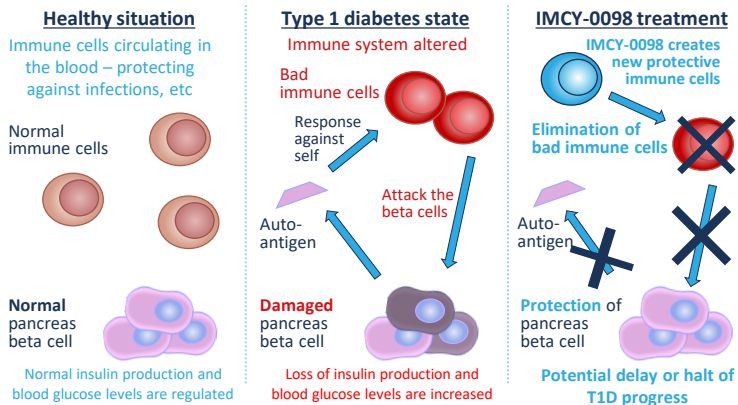 Healthy situation
Immune cells circulating in
the blood – protecting
against infections, etc
Normal
immune cells
Normal
pancreas
beta cell
Normal insulin production and
blood glucose levels are regulated
Type 1 diabetes state
Immune system altered
Bad
immune cells
Response
against
self
Attack the
beta cells
Auto-
antigen
Damaged
pancreas
beta cell
Loss of insulin production and
blood glucose levels are increased
IMCY-0098 treatment
IMCY-0098 creates
new protective
immune cells
Elimination of
bad immune cells
Auto-
antigen
Protection of
pancreas
beta cell
Potential delay or halt of
T1D progress